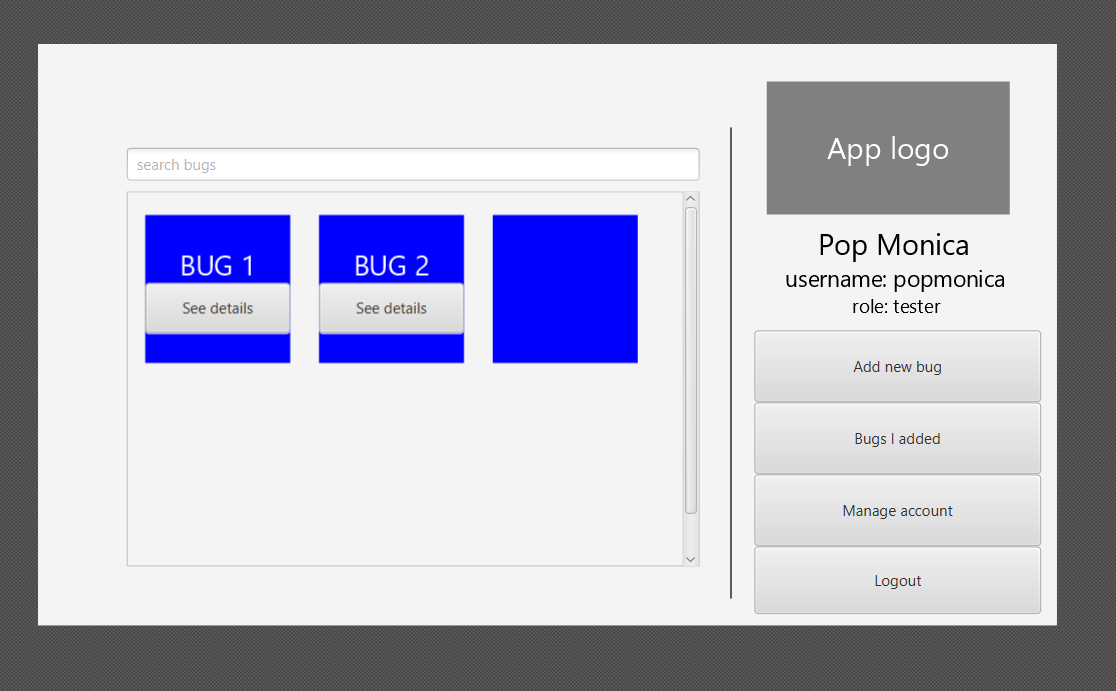 search bugs
BUG 1
See details
BUG 2
See details
App logo
Pop Monica
username: popmonica
role: tester
Add new bug
Bugs I added
Manage account
Logout